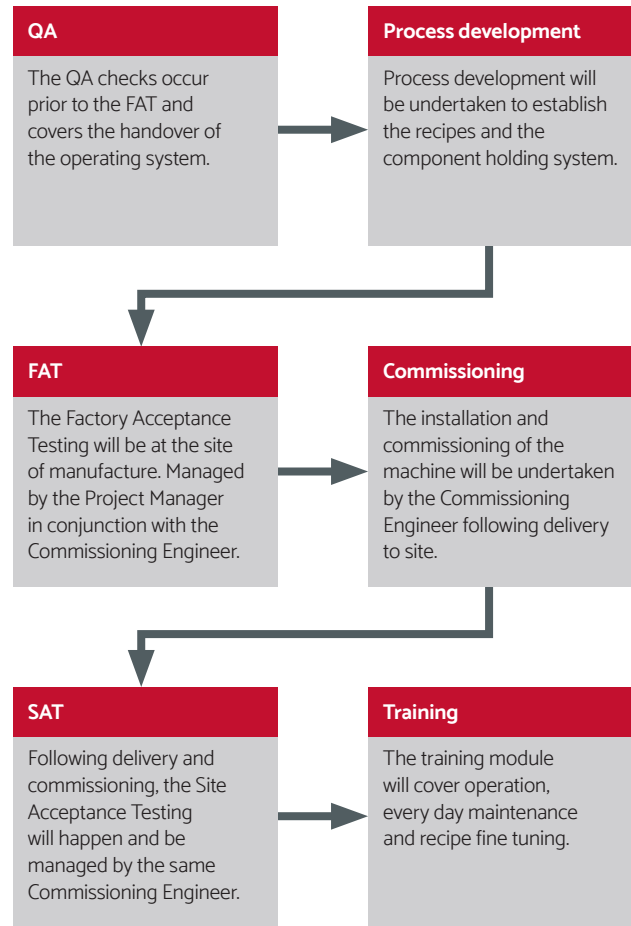 QA
The QA checks occur
prior to the FAT and
covers the handover of
the operating system.
Process development
Process development will
be undertaken to establish
the recipes and the
component holding system.
FAT
The Factory Acceptance
Testing will be at the site
of manufacture. Managed
by the Project Manager
in conjunction with the
Commissioning Engineer.
Commissioning
The installation and
commissioning of the
machine will be undertaken
by the Commissioning
Engineer following delivery
to site.
SAT
Following delivery and
commissioning, the Site
Acceptance Testing
will happen and be
managed by the same
Commissioning Engineer.
Training
The training module
will cover operation,
every day maintenance
and recipe fine tuning.